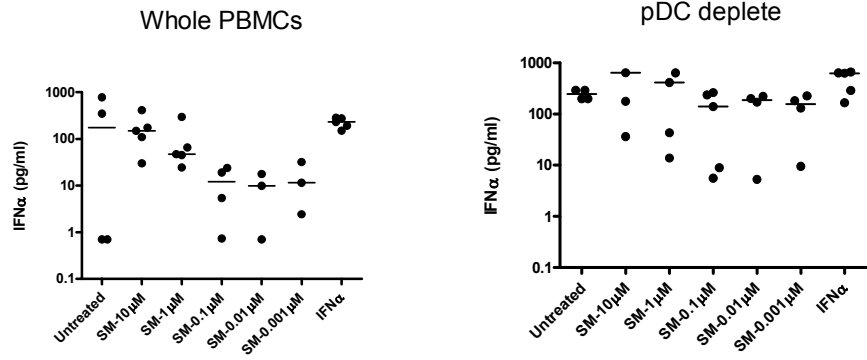 Whole PBMCs
IFNα (pg/ml)
1000
100
10
1
0.1
Untreated
SM-10µM
SM-1µM
SM-0.1µM
SM-0.01µM
SM-0.001µM
IFNα
pDC deplete
IFNα (pg/ml)
1000
100
10
1
0.1
Untreated
SM-10µM
SM-1µM
SM-0.1µM
SM-0.01µM
SM-0.001µM
IFNα